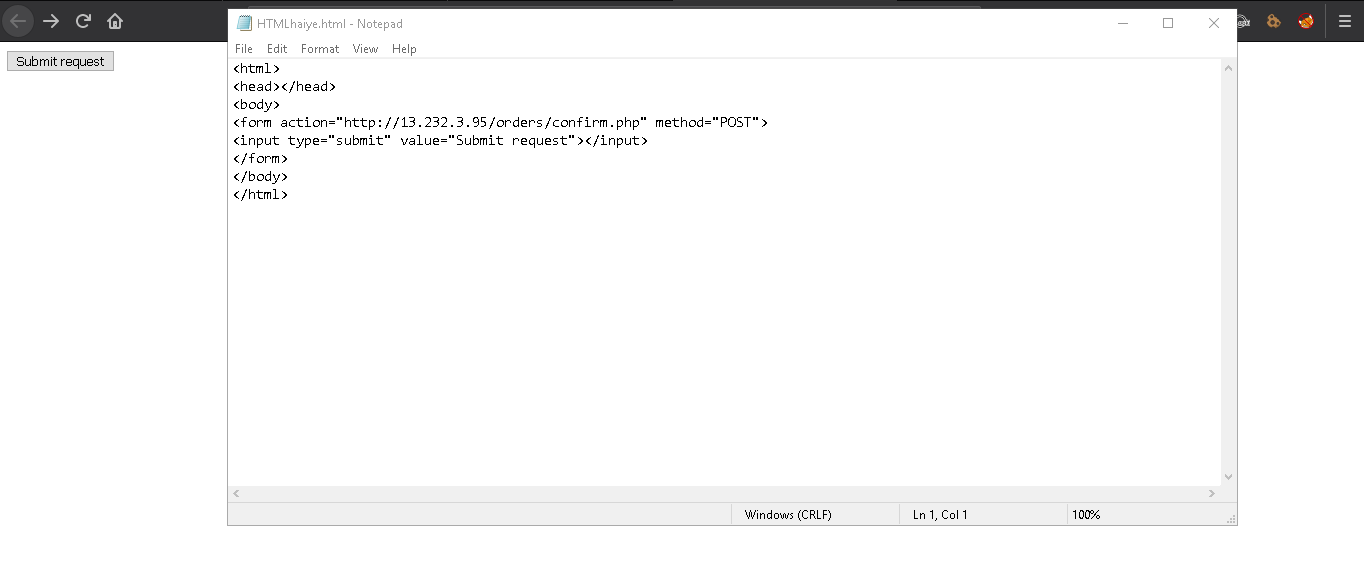 Submit request
HTMLhaiye.html - Notepad
File Edit Format View Help
<html>
<head></head>
<body>
<form action="http://13.232.3.95/orders/confirm.php" method="POST">
<input type="submit" value="Submit request"></input>
</form>
</body>
</html>
Windows (CRLF) Ln 1, Col 1 100%